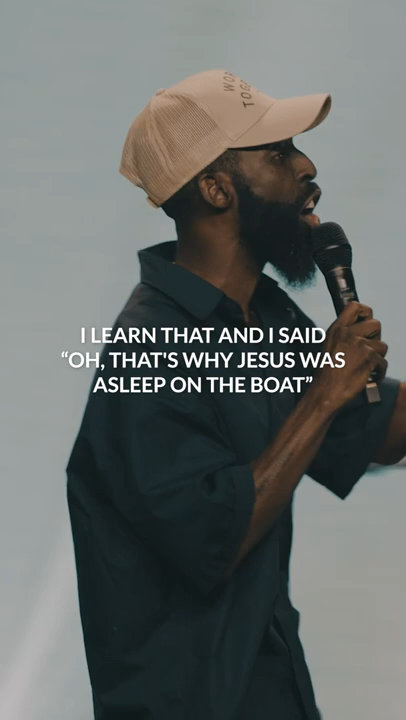 I LEARN THAT AND I SAID
“OH, THAT'S WHY JESUS WAS
ASLEEP ON THE BOAT”